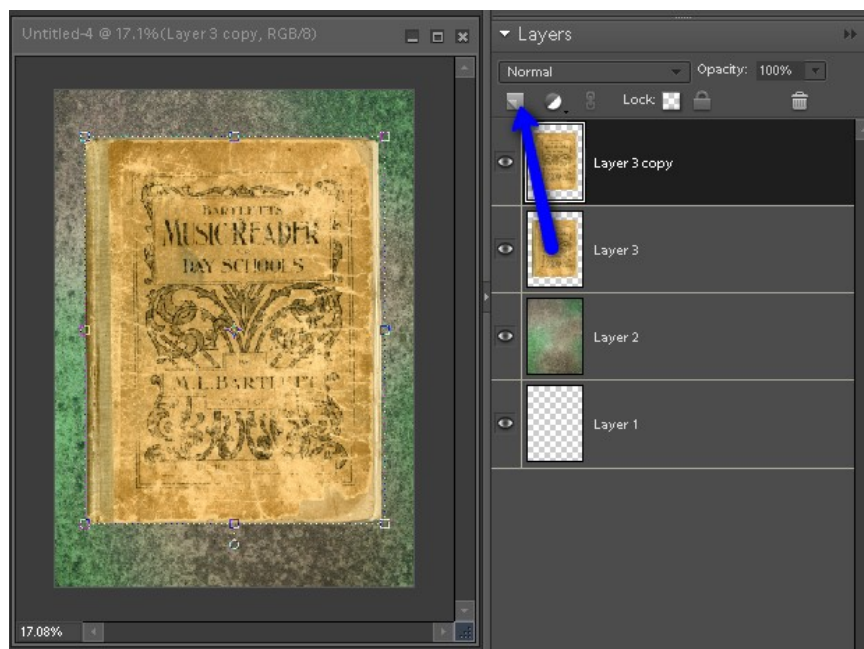 Untitled-4 @ 17.1%(Layer 3 copy, RGB/8)
BARTLETT'S
MUSIC READER
DAY SCHOOLS
W.L. BARTLETT
17.08%
Layers
Normal
Opacity: 100%
Lock:
Layer 3 copy
Layer 3
Layer 2
Layer 1